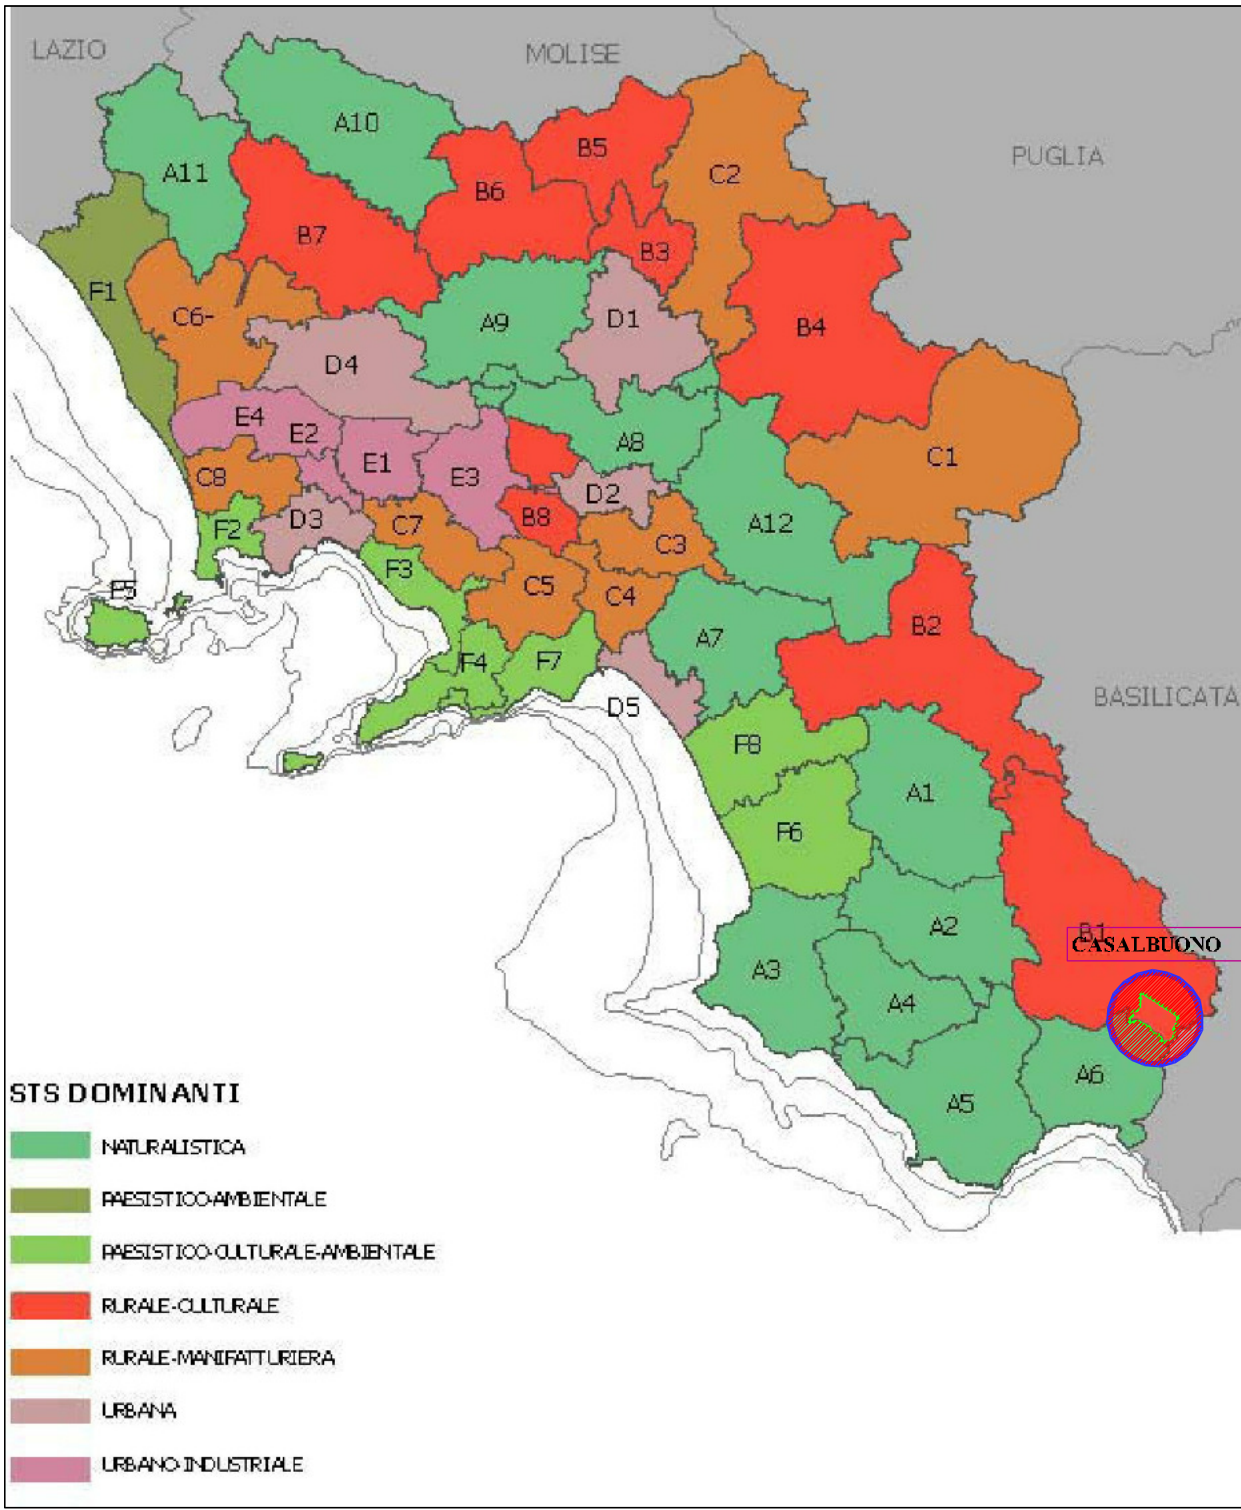 LAZIO
MOLISE
A10
B5
PUGLIA
A11
C2
B6
B7
B3
F1
C6-
A9
D1
B4
D4
E4
E2
A8
C1
E1
E3
C8
D2
B8
F2
D3
C7
A12
C3
F3
F5
C5
C4
B2
A7
F4
F7
BASILICATA
D5
F8
A1
F6
A2
B1
CASALBUONO
A3
A4
A6
A5
STS DOMINANTI
NATURALISTICA
PAESISTICO-AMBIENTALE
PAESISTICO-CULTURALE-AMBIENTALE
RURALE-CULTURALE
RURALE-MANIFATTURIERA
URBANA
URBANO-INDUSTRIALE